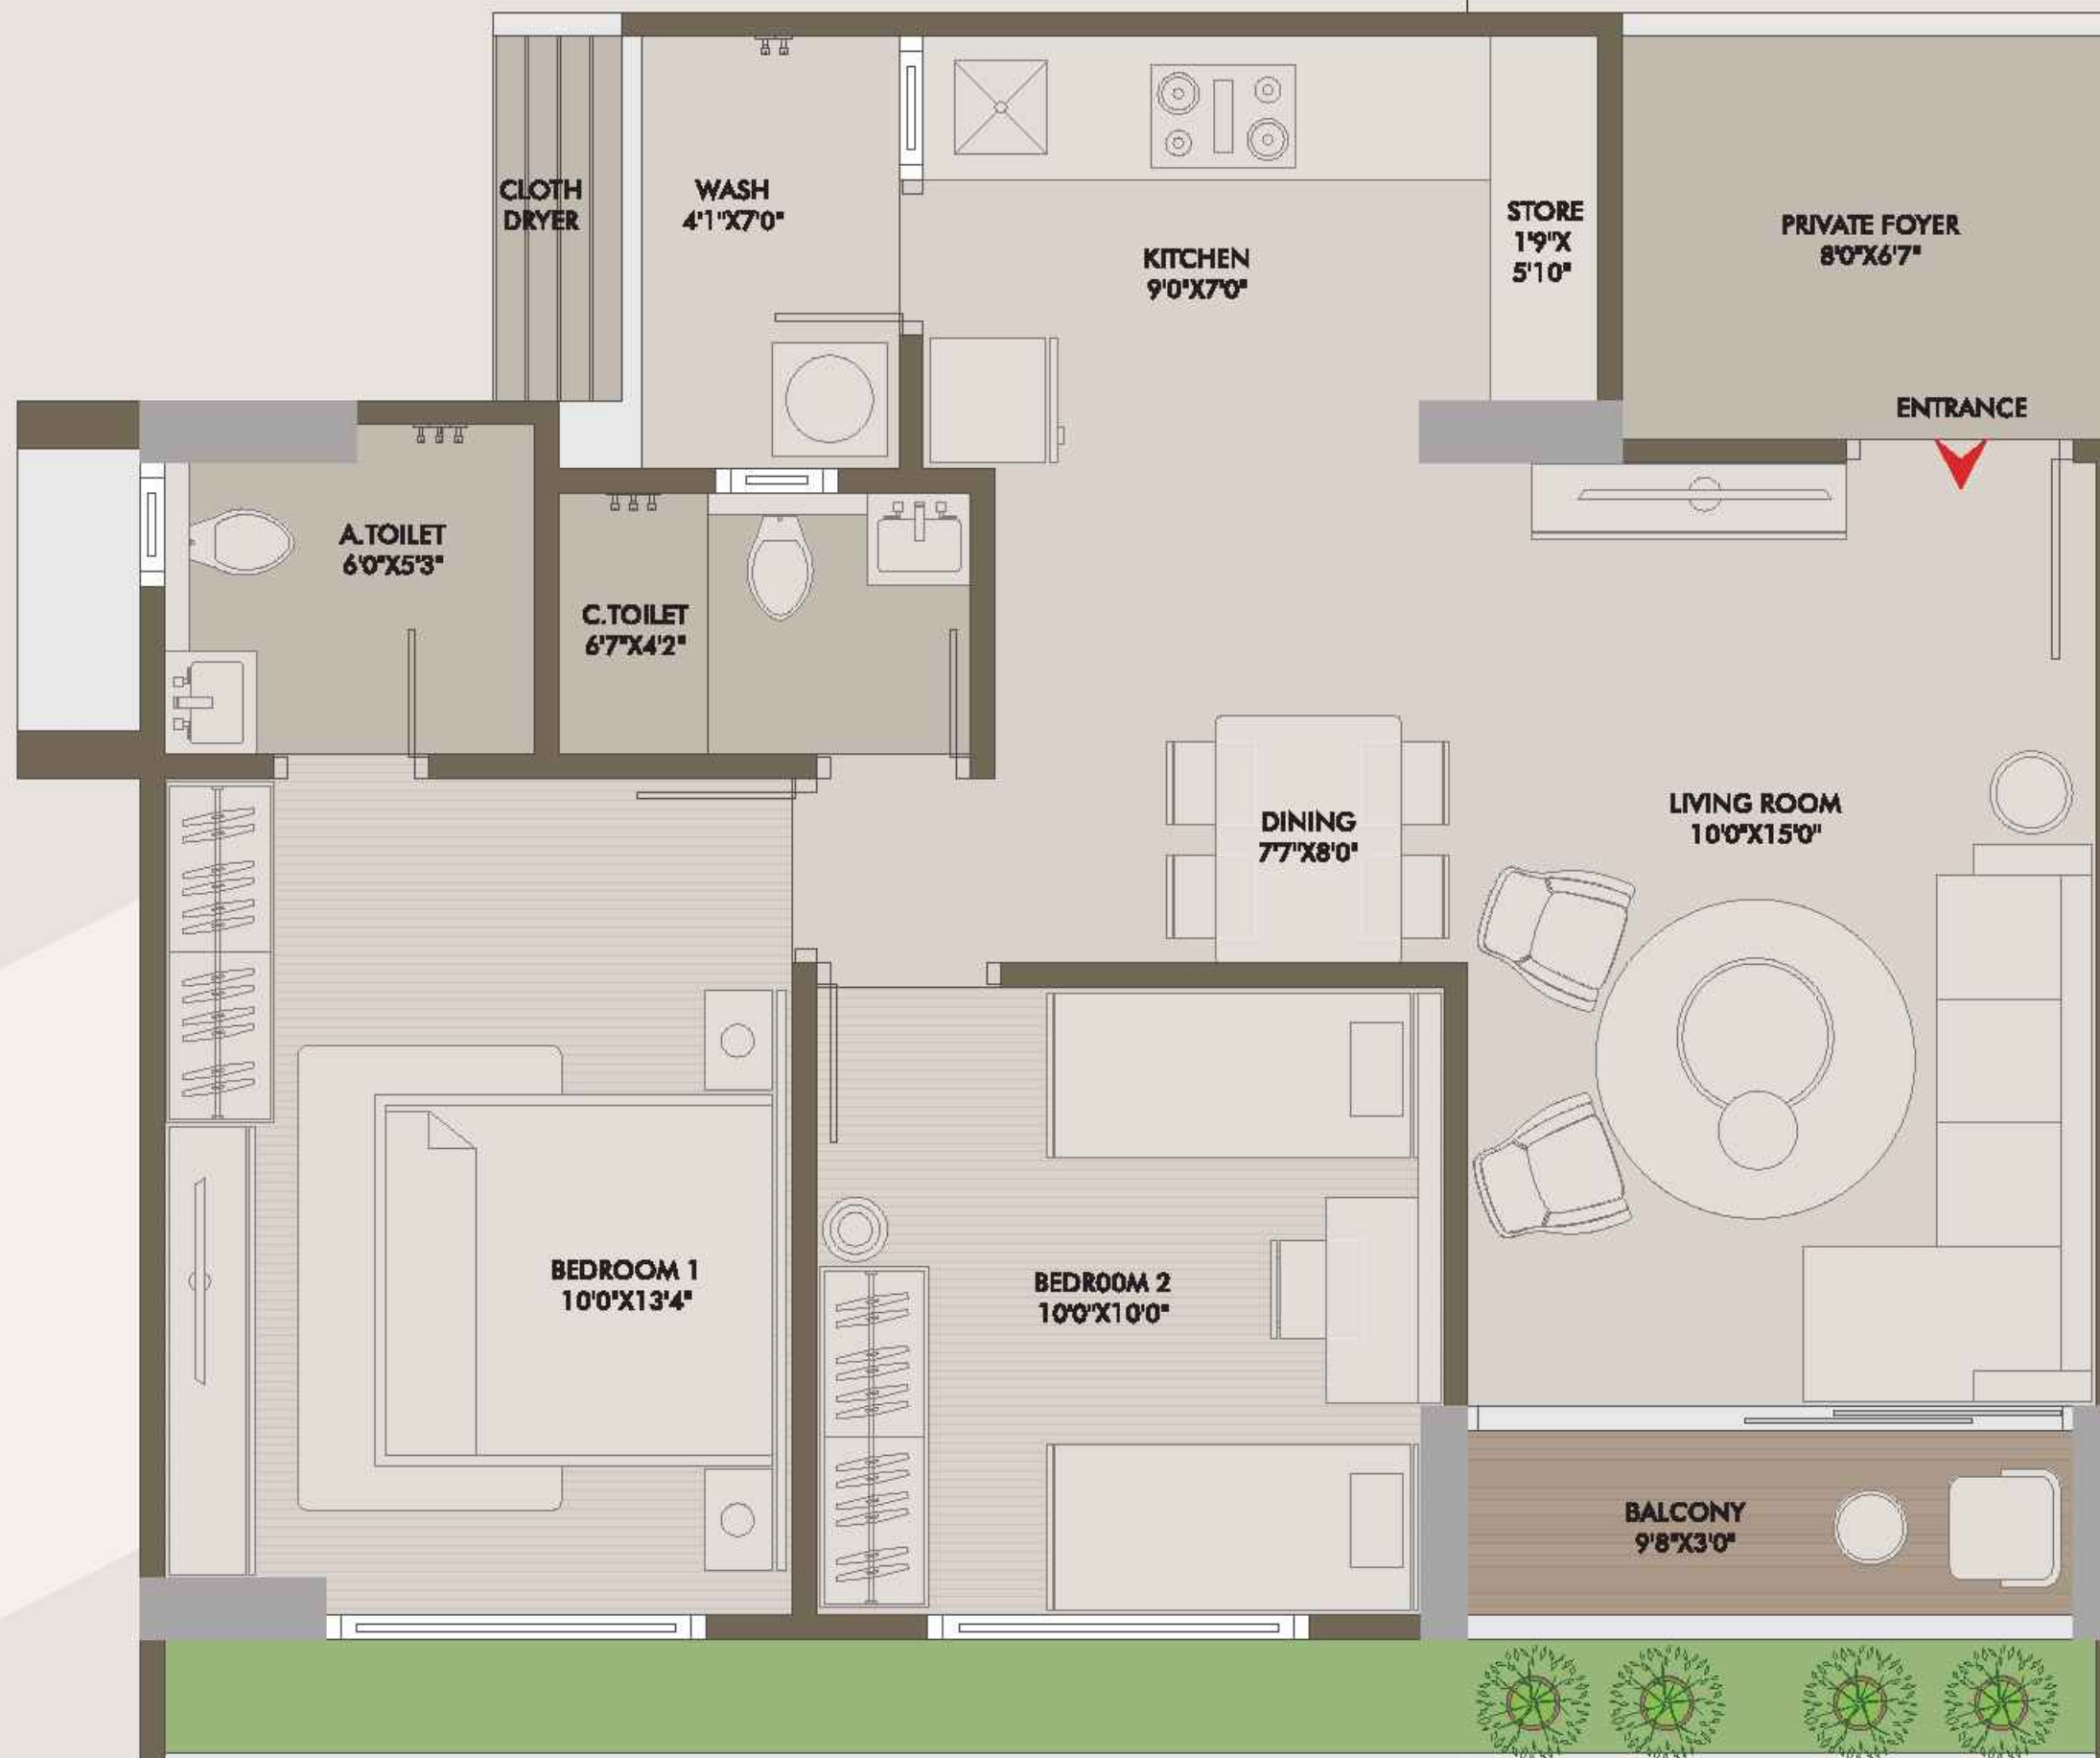 CLOTH
DRYER
WASH
4'1"X7'0"
KITCHEN
9'0"X7'0"
STORE
1'9"X
5'10"
PRIVATE FOYER
8'0"X6'7"
ENTRANCE
A.TOILET
6'0"X5'3"
C.TOILET
6'7"X4'2"
DINING
7'7"X8'0"
LIVING ROOM
10'0"X15'0"
BEDROOM 1
10'0"X13'4"
BEDROOM 2
10'0"X10'0"
BALCONY
9'8"X3'0"